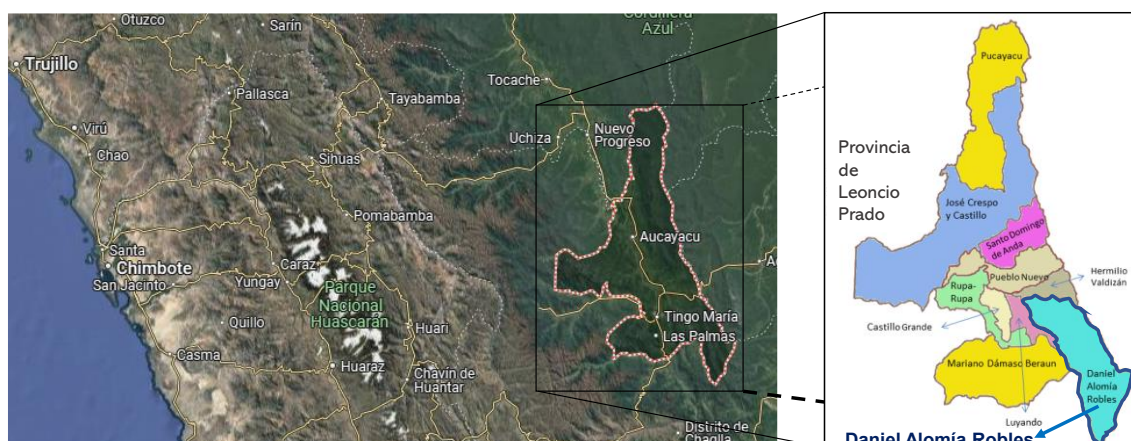 Otuzco
Sarín
Cordillera
Azul
Trujillo
Tocache
Pallasca
Tayabamba
Virú
Uchiza
Nuevo
Progreso
Chao
Sihuas
Pomabamba
Aucayacu
Santa
Chimbote
Caraz
San Jacinto
Yungay
Parque
Nacional
Huascarán
Quillo
Huari
Tingo María
Las Palmas
Casma
Huaraz
Chavín de
Huantar
Distrito de
Chaglla
Provincia
de
Leoncio
Prado
Pucayacu
José Crespo
y Castillo
Santo Domingo
de Anda
Pueblo Nuevo
Hermilio
Valdizán
Rupa-
Rupa
Castillo Grande
Mariano Dámaso Beraun
Daniel
Alomía
Robles
Luyando
Daniel Alomía Robles